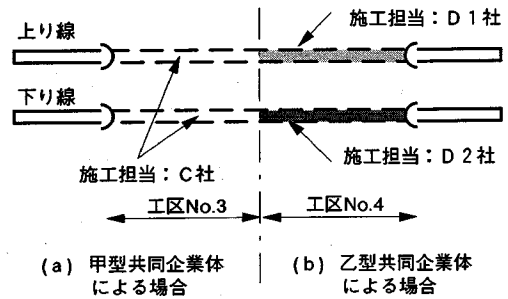 上り線
施工担当：D1社
下り線
施工担当：C社
施工担当：D2社
工区No.3
工区No.4
(a) 甲型共同企業体
による場合
(b) 乙型共同企業体
による場合